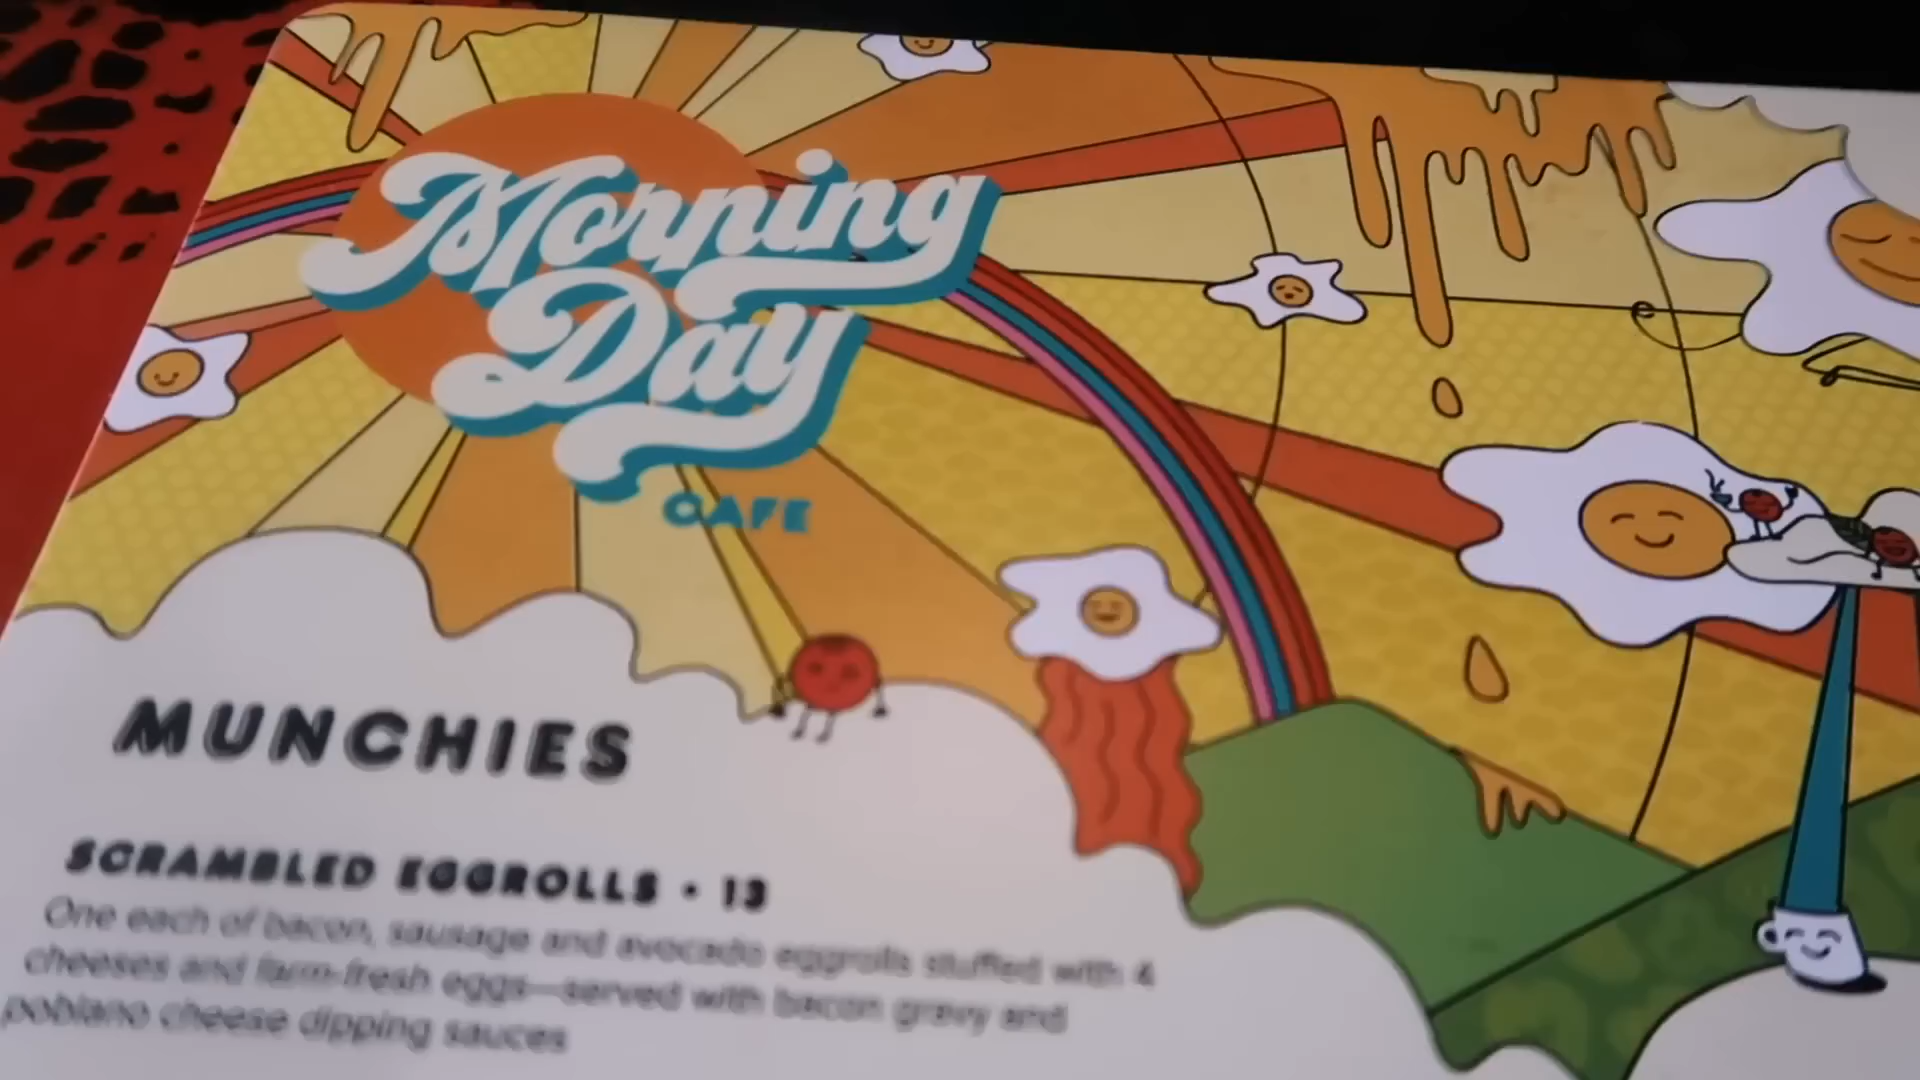 Morning
Day
CAFE
MUNCHIES
SCRAMBLED EGGROLLS • 13
One each of bacon, sausage and avocado eggrolls stuffed with 4
cheeses and farm-fresh eggs—served with bacon gravy and
poblano cheese dipping sauces